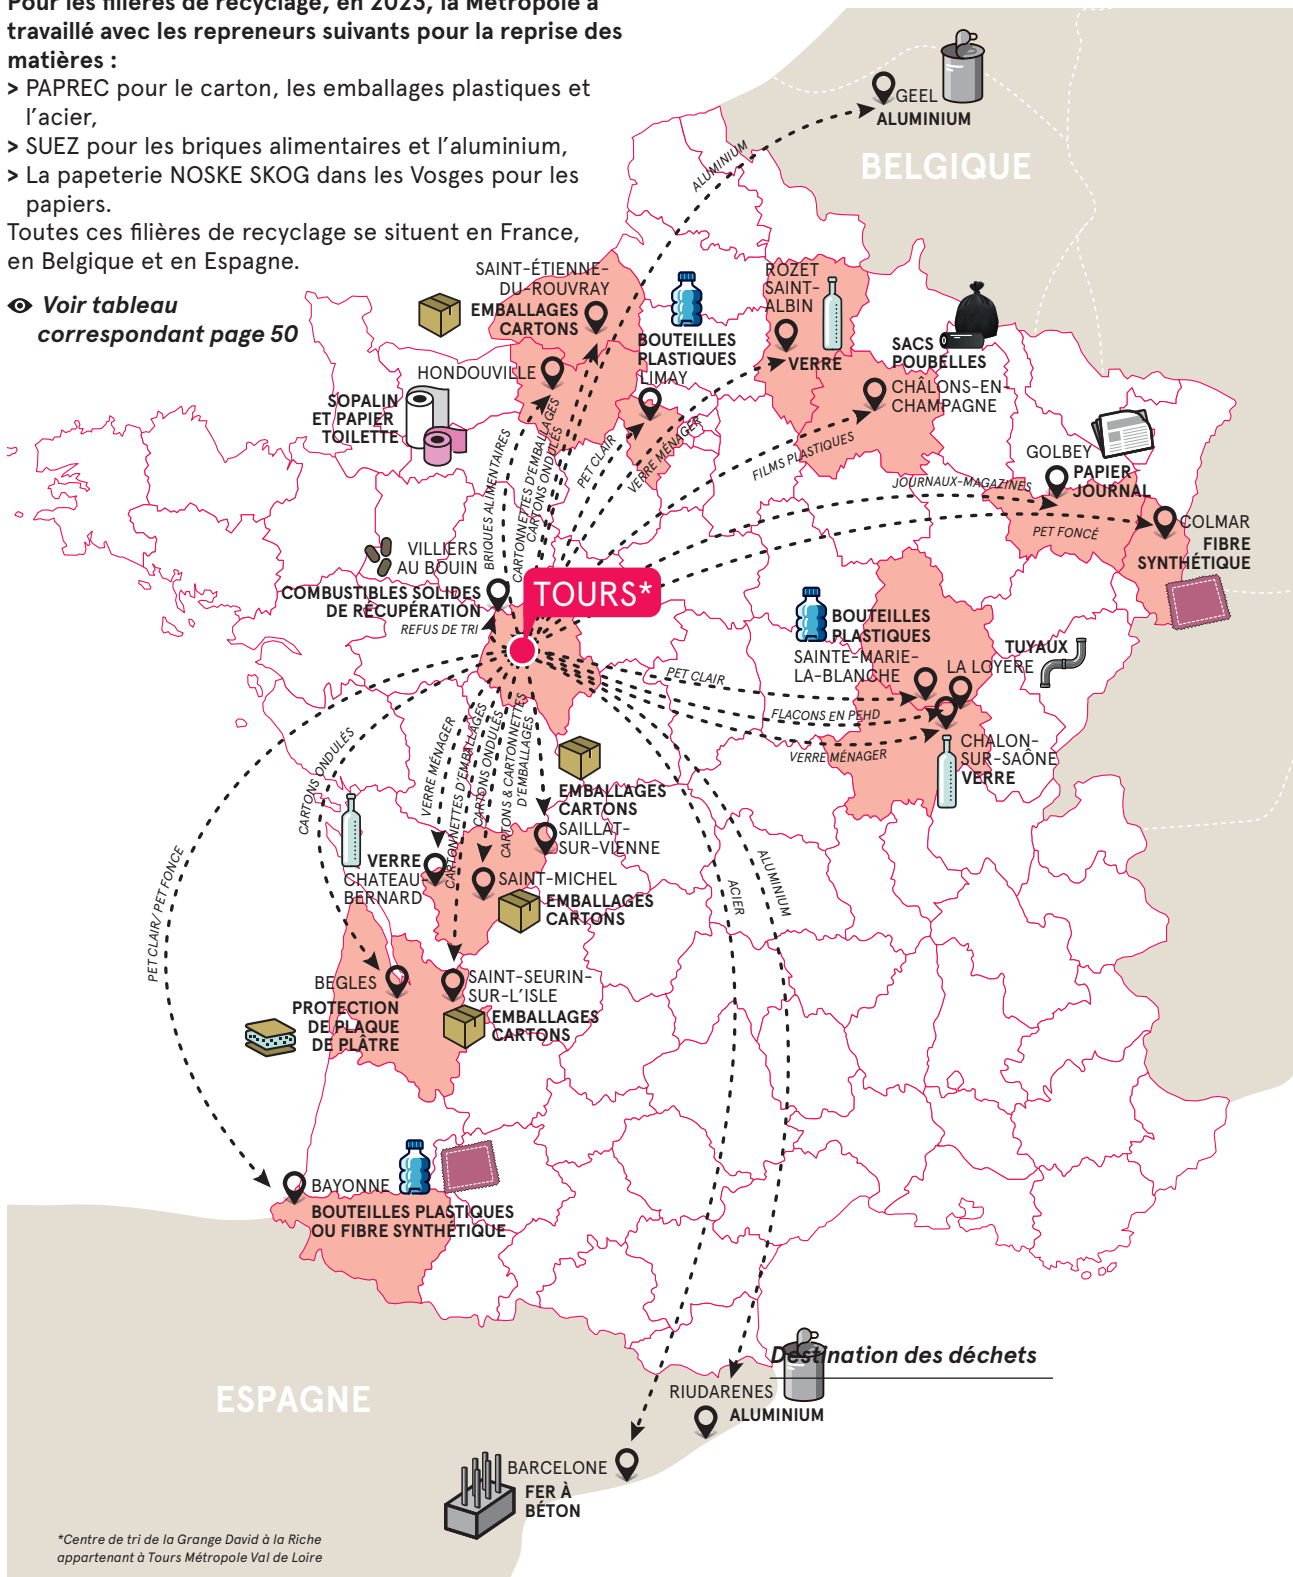 Pour les filières de recyclage, en 2023, la Métropole a
travaillé avec les repreneurs suivants pour la reprise des
matières :
> PAPREC pour le carton, les emballages plastiques et
l'acier,
> SUEZ pour les briques alimentaires et l'aluminium,
> La papeterie NOSKE SKOG dans les Vosges pour les
papiers.
Toutes ces filières de recyclage se situent en France,
en Belgique et en Espagne.
Voir tableau
correspondant page 50
GEEL
ALUMINIUM
BELGIQUE
ALUMINIUM
SAINT-ÉTIENNE-
DU-ROUVRAY
EMBALLAGES
CARTONS
HONDOUVILLE
SOPALIN
ET PAPIER
TOILETTE
BOUTEILLES
PLASTIQUES
LIMAY
ROZET
SAINT-
ALBIN
VERRE
SACS
POUBELLES
CHÂLONS-EN-
CHAMPAGNE
GOLBEY
PAPIER
JOURNAL
COLMAR
FIBRE
SYNTHÉTIQUE
BRIQUES ALIMENTAIRES
CARTONNETTES D'EMBALLAGES
CARTONS ONDULÉS
PET CLAIR
VERRE MÉNAGER
FILMS PLASTIQUES
JOURNAUX-MAGAZINES
PET FONCÉ
VILLIERS
AU BOUIN
COMBUSTIBLES SOLIDES
DE RÉCUPÉRATION
REFUS DE TRI
TOURS*
BOUTEILLES
PLASTIQUES
SAINTE-MARIE-
LA-BLANCHE
TUYAUX
LA LOYÈRE
CHALON-
SUR-SAÔNE
VERRE
PET CLAIR
FLACONS EN PEHD
VERRE MÉNAGER
PET CLAIR/ PET FONCE
CARTONS ONDULÉS
VERRE MÉNAGER
CARTONNETTES D'EMBALLAGES
CARTONS ONDULÉS
CARTONS & CARTONNETTES
D'EMBALLAGES
ACIER
ALUMINIUM
EMBALLAGES
CARTONS
SAILLAT-
SUR-VIENNE
VERRE
CHATEAU-
BERNARD
SAINT-MICHEL
EMBALLAGES
CARTONS
BEGLES
PROTECTION
DE PLAQUE
DE PLÂTRE
SAINT-SEURIN-
SUR-L'ISLE
EMBALLAGES
CARTONS
BAYONNE
BOUTEILLES PLASTIQUES
OU FIBRE SYNTHÉTIQUE
ESPAGNE
Destination des déchets
RIUDARENES
ALUMINIUM
BARCELONE
FER À
BÉTON
*Centre de tri de la Grange David à la Riche
appartenant à Tours Métropole Val de Loire